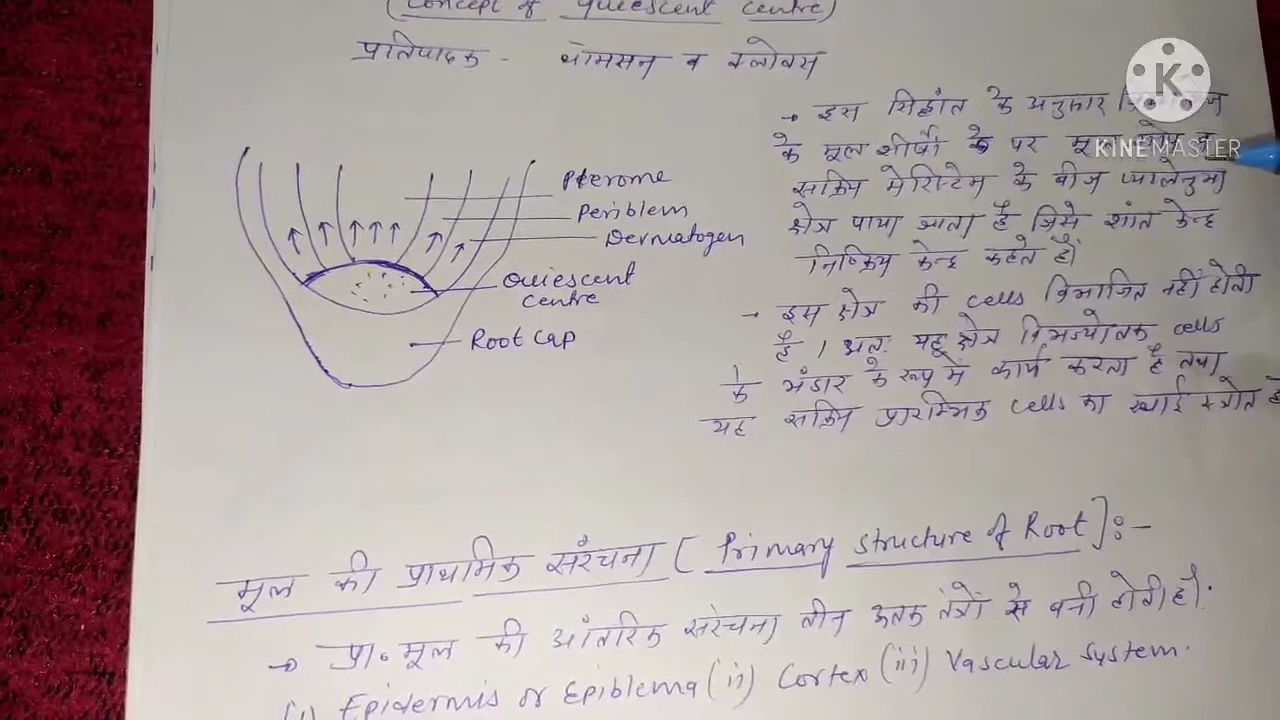 (Concept of Quiescent Centre)
प्रतिपादक - थॉमसन व क्लोवस
→ इस सिद्धांत के अनुसार
के मूल शीर्षों के पर मूल व
सक्रिय मेरिस्टेम के बीज प्यालेनुमा
क्षेत्र पाया जाता है जिसे शांत केन्द्र
निष्क्रिय केन्द्र कहते हैं।
→ इस क्षेत्र की cells विभाजित नहीं होती
है। अतः यह क्षेत्र विभज्योतक cells
के भंडार के रूप में कार्य करता है तथा
यह सक्रिय प्रारम्भिक cells का स्थाई स्त्रोत है
Plerome
Periblem
Dermatogen
Quiescent
centre
Root cap
K
KINEMASTER
मूल की प्राथमिक संरचना [Primary structure of Root]:-
→ प्रा॰ मूल की आंतरिक संरचना तीन ऊतक तंत्रों से बनी होती है।
(i) Epidermis or Epiblema (ii) Cortex (iii) Vascular system.